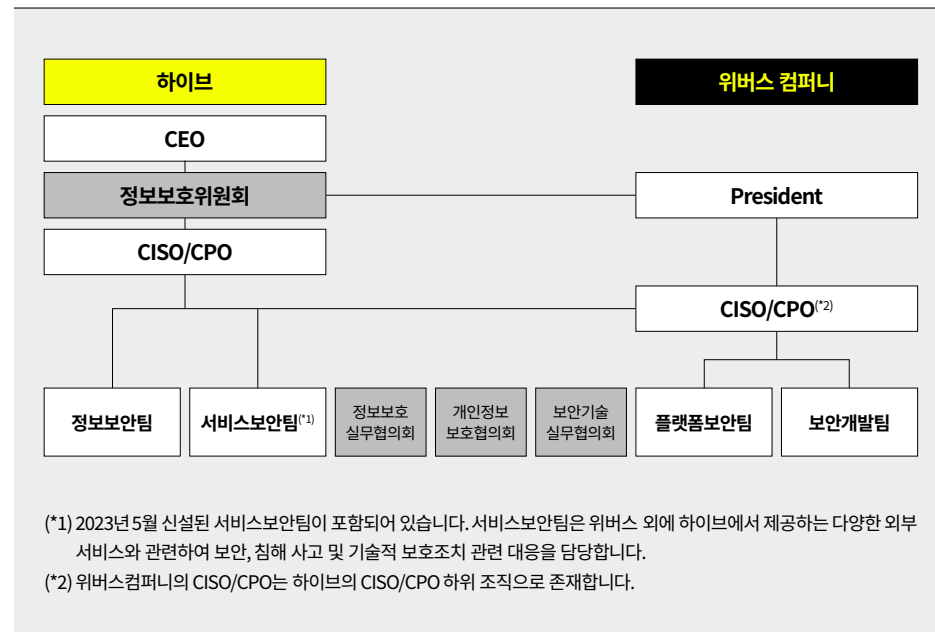 하이브
위버스 컴퍼니
CEO
정보보호위원회
President
CISO/CPO
CISO/CPO(*2)
정보보안팀
서비스보안팀(*1)
정보보호
실무협의회
개인정보
보호협의회
보안기술
실무협의회
플랫폼보안팀
보안개발팀
(*1) 2023년 5월 신설된 서비스보안팀이 포함되어 있습니다. 서비스보안팀은 위버스 외에 하이브에서 제공하는 다양한 외부
서비스와 관련하여 보안, 침해 사고 및 기술적 보호조치 관련 대응을 담당합니다.
(*2) 위버스컴퍼니의 CISO/CPO는 하이브의 CISO/CPO 하위 조직으로 존재합니다.